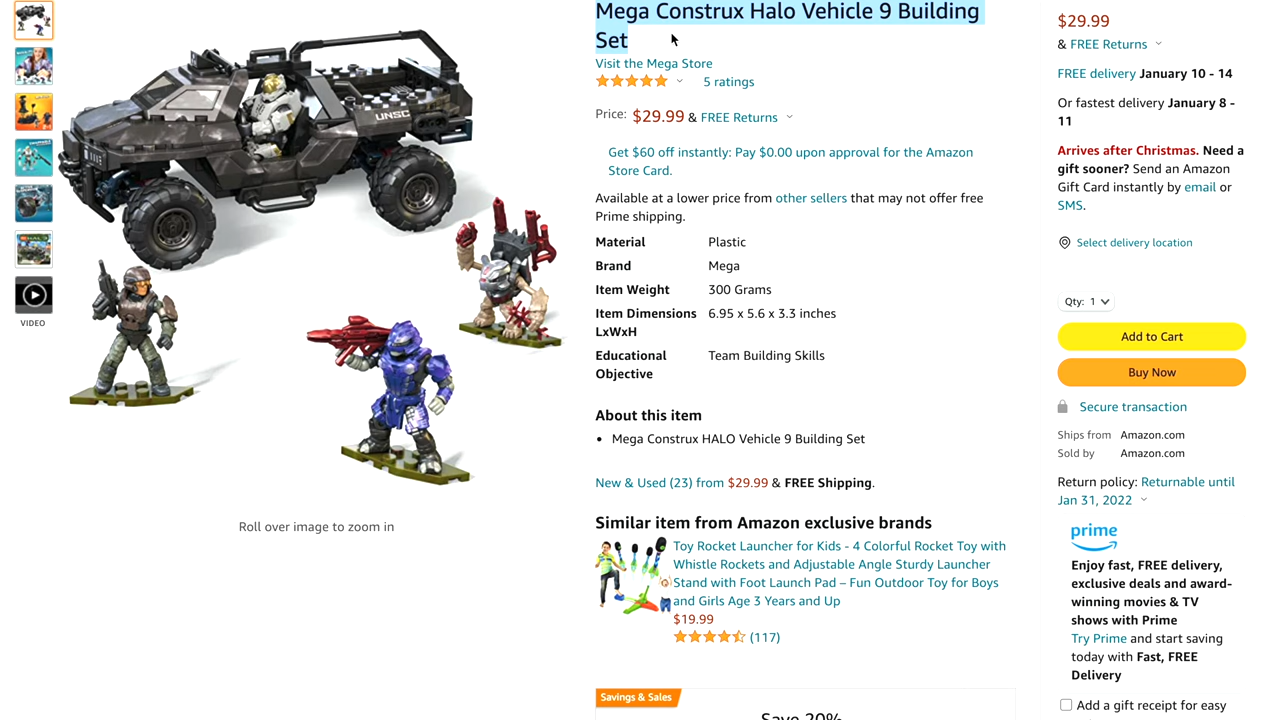 Mega Construx Halo Vehicle 9 Building
Set
Visit the Mega Store
5 ratings
Price: $29.99 & FREE Returns
Get $60 off instantly: Pay $0.00 upon approval for the Amazon
Store Card.
Available at a lower price from other sellers that may not offer free
Prime shipping.
Material Plastic
Brand Mega
Item Weight 300 Grams
Item Dimensions 6.95 x 5.6 x 3.3 inches
LxWxH
Educational Team Building Skills
Objective
About this item
• Mega Construx HALO Vehicle 9 Building Set
New & Used (23) from $29.99 & FREE Shipping.
Similar item from Amazon exclusive brands
Toy Rocket Launcher for Kids - 4 Colorful Rocket Toy with
Whistle Rockets and Adjustable Angle Sturdy Launcher
Stand with Foot Launch Pad – Fun Outdoor Toy for Boys
and Girls Age 3 Years and Up
$19.99
(117)
Savings & Sales
Save 20%
UNSC
VIDEO
Roll over image to zoom in
$29.99
& FREE Returns
FREE delivery January 10 - 14
Or fastest delivery January 8 -
11
Arrives after Christmas. Need a
gift sooner? Send an Amazon
Gift Card instantly by email or
SMS.
Select delivery location
Qty: 1
Add to Cart
Buy Now
Secure transaction
Ships from Amazon.com
Sold by Amazon.com
Return policy: Returnable until
Jan 31, 2022
prime
Enjoy fast, FREE delivery,
exclusive deals and award-
winning movies & TV
shows with Prime
Try Prime and start saving
today with Fast, FREE
Delivery
Add a gift receipt for easy